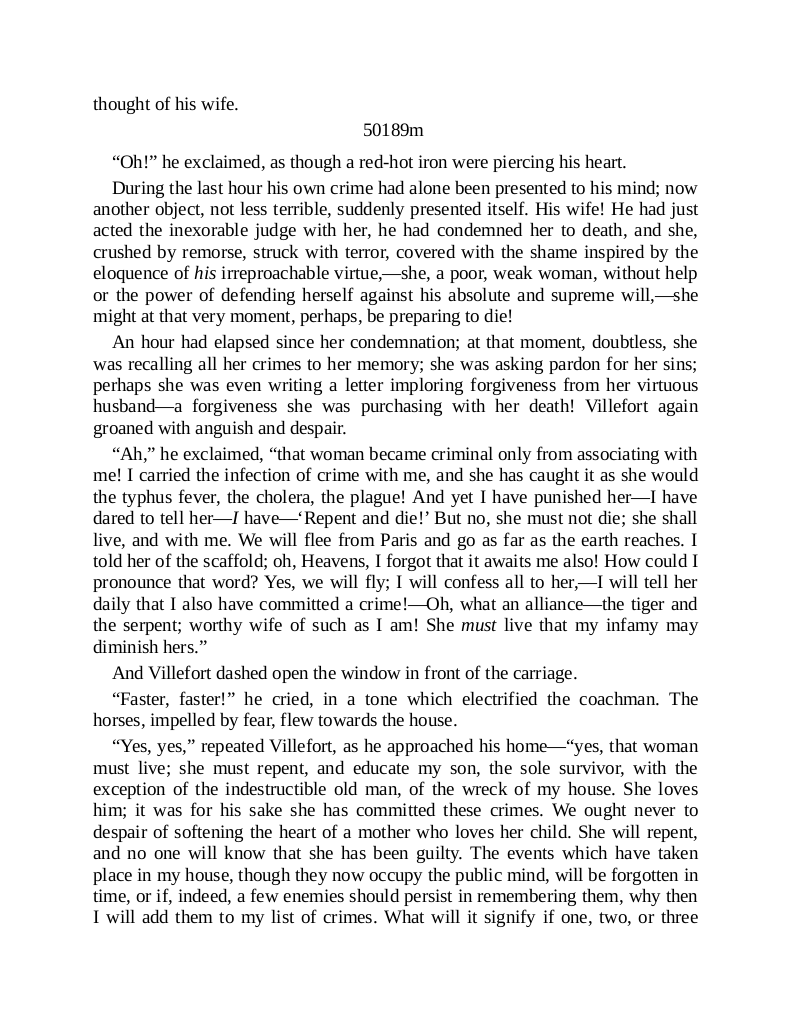 thought of his wife.
50189m
“Oh!” he exclaimed, as though a red-hot iron were piercing his heart.
During the last hour his own crime had alone been presented to his mind; now
another object, not less terrible, suddenly presented itself. His wife! He had just
acted the inexorable judge with her, he had condemned her to death, and she,
crushed by remorse, struck with terror, covered with the shame inspired by the
eloquence of his irreproachable virtue,—she, a poor, weak woman, without help
or the power of defending herself against his absolute and supreme will,—she
might at that very moment, perhaps, be preparing to die!
An hour had elapsed since her condemnation; at that moment, doubtless, she
was recalling all her crimes to her memory; she was asking pardon for her sins;
perhaps she was even writing a letter imploring forgiveness from her virtuous
husband—a forgiveness she was purchasing with her death! Villefort again
groaned with anguish and despair.
“Ah,” he exclaimed, “that woman became criminal only from associating with
me! I carried the infection of crime with me, and she has caught it as she would
the typhus fever, the cholera, the plague! And yet I have punished her—I have
dared to tell her—I have—‘Repent and die!’ But no, she must not die; she shall
live, and with me. We will flee from Paris and go as far as the earth reaches. I
told her of the scaffold; oh, Heavens, I forgot that it awaits me also! How could I
pronounce that word? Yes, we will fly; I will confess all to her,—I will tell her
daily that I also have committed a crime!—Oh, what an alliance—the tiger and
the serpent; worthy wife of such as I am! She must live that my infamy may
diminish hers.”
And Villefort dashed open the window in front of the carriage.
“Faster, faster!” he cried, in a tone which electrified the coachman. The
horses, impelled by fear, flew towards the house.
“Yes, yes,” repeated Villefort, as he approached his home—“yes, that woman
must live; she must repent, and educate my son, the sole survivor, with the
exception of the indestructible old man, of the wreck of my house. She loves
him; it was for his sake she has committed these crimes. We ought never to
despair of softening the heart of a mother who loves her child. She will repent,
and no one will know that she has been guilty. The events which have taken
place in my house, though they now occupy the public mind, will be forgotten in
time, or if, indeed, a few enemies should persist in remembering them, why then
I will add them to my list of crimes. What will it signify if one, two, or three